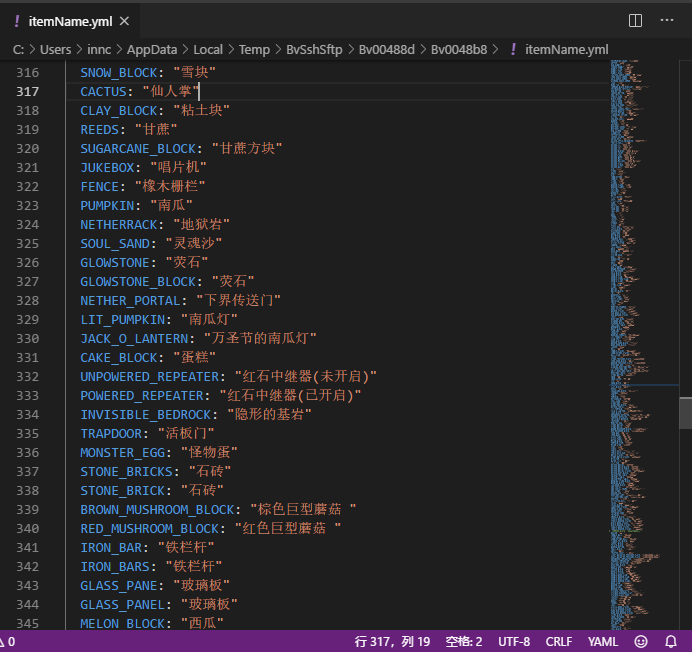 ! itemName.yml ×
C: > Users > innc > AppData > Local > Temp > BvSshSftp > Bv00488d > Bv0048b8 > ! itemName.yml
316 SNOW_BLOCK: "雪块"
317 CACTUS: "仙人掌"
318 CLAY_BLOCK: "粘土块"
319 REEDS: "甘蔗"
320 SUGARCANE_BLOCK: "甘蔗方块"
321 JUKEBOX: "唱片机"
322 FENCE: "橡木栅栏"
323 PUMPKIN: "南瓜"
324 NETHERRACK: "地狱岩"
325 SOUL_SAND: "灵魂沙"
326 GLOWSTONE: "荧石"
327 GLOWSTONE_BLOCK: "荧石"
328 NETHER_PORTAL: "下界传送门"
329 LIT_PUMPKIN: "南瓜灯"
330 JACK_O_LANTERN: "万圣节的南瓜灯"
331 CAKE_BLOCK: "蛋糕"
332 UNPOWERED_REPEATER: "红石中继器(未开启)"
333 POWERED_REPEATER: "红石中继器(已开启)"
334 INVISIBLE_BEDROCK: "隐形的基岩"
335 TRAPDOOR: "活板门"
336 MONSTER_EGG: "怪物蛋"
337 STONE_BRICKS: "石砖"
338 STONE_BRICK: "石砖"
339 BROWN_MUSHROOM_BLOCK: "棕色巨型蘑菇 "
340 RED_MUSHROOM_BLOCK: "红色巨型蘑菇 "
341 IRON_BAR: "铁栏杆"
342 IRON_BARS: "铁栏杆"
343 GLASS_PANE: "玻璃板"
344 GLASS_PANEL: "玻璃板"
345 MELON_BLOCK: "西瓜"
0 行 317，列 19 空格: 2 UTF-8 CRLF YAML